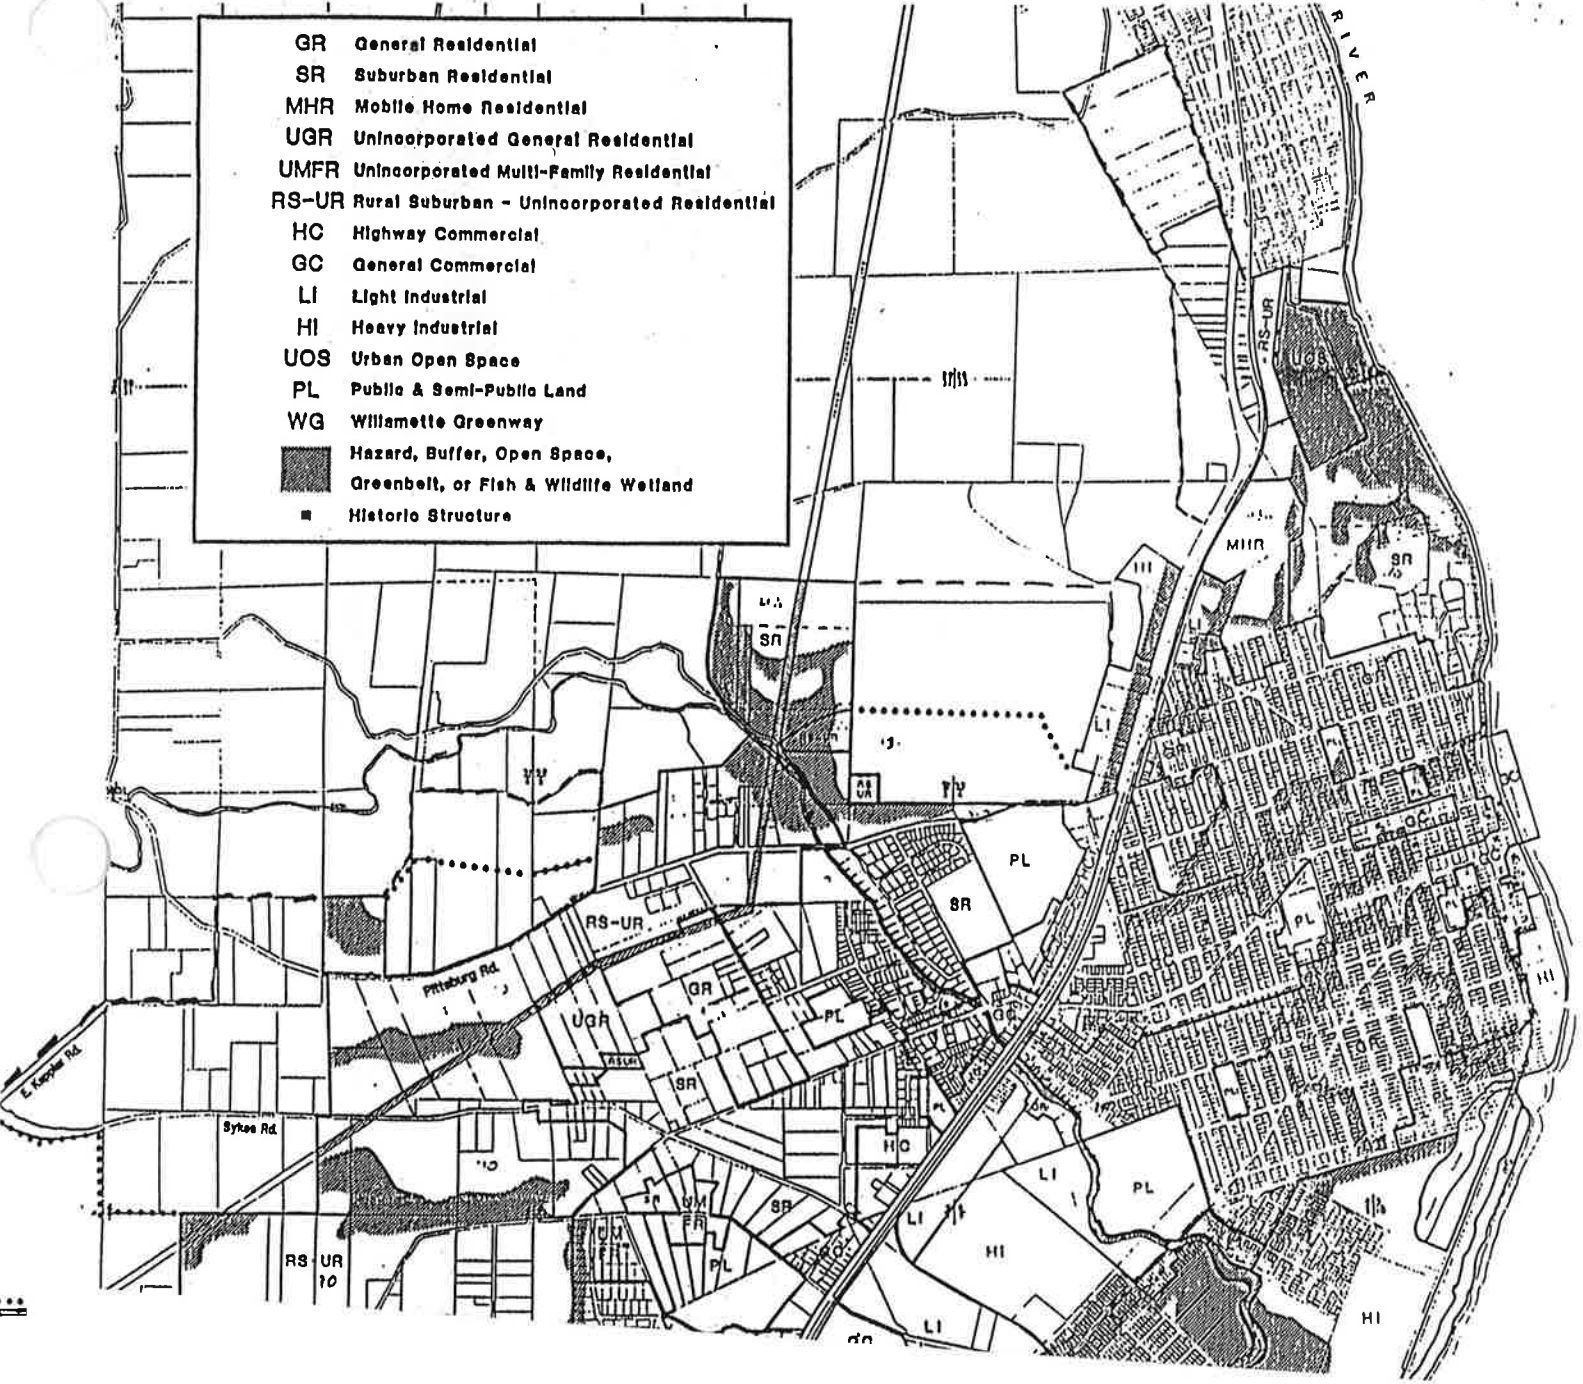 GR General Residential
SR Suburban Residential
MHR Mobile Home Residential
UGR Unincorporated General Residential
UMFR Unincorporated Multi-Family Residential
RS-UR Rural Suburban - Unincorporated Residential
HC Highway Commercial
GC General Commercial
LI Light Industrial
HI Heavy Industrial
UOS Urban Open Space
PL Public & Semi-Public Land
WG Willamette Greenway
Hazard, Buffer, Open Space,
Greenbelt, or Fish & Wildlife Wetland
Historic Structure
RIVER
RS-UR
UOS
MHR
SR
SR
LI
LI
PL
SR
RS-UR
Pittsburg Rd.
GR
UGR
PL
PL
HI
SR
E. Kappler Rd.
Sykes Rd.
HC
LI
PL
UM
FR
SR
LI
PL
HI
RS-UR
10
LI
HI